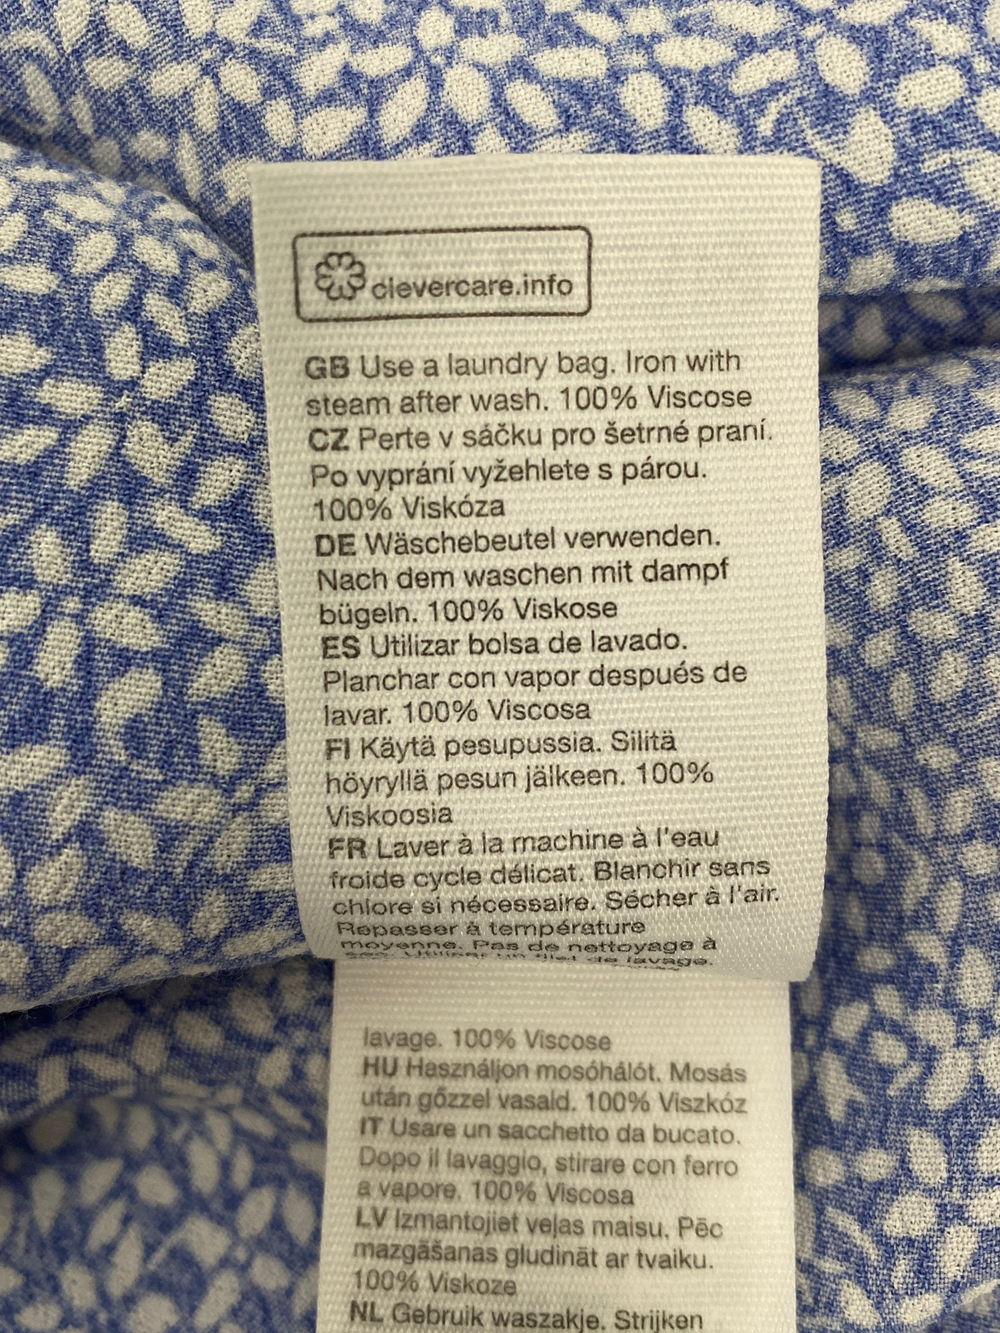 clevercare.info
GB Use a laundry bag. Iron with
steam after wash. 100% Viscose
CZ Perte v sáčku pro šetrné praní.
Po vyprání vyžehlete s párou.
100% Viskóza
DE Wäschebeutel verwenden.
Nach dem waschen mit dampf
bügeln. 100% Viskose
ES Utilizar bolsa de lavado.
Planchar con vapor después de
lavar. 100% Viscosa
FI Käytä pesupussia. Silitä
höyryllä pesun jälkeen. 100%
Viskoosia
FR Laver à la machine à l'eau
froide cycle délicat. Blanchir sans
chlore si nécessaire. Sécher à l'air.
Repasser à température
moyenne. Pas de nettoyage à
sec. Utiliser un filet de lavage.
lavage. 100% Viscose
HU Használjon mosóhálót. Mosás
után gőzzel vasald. 100% Viszkóz
IT Usare un sacchetto da bucato.
Dopo il lavaggio, stirare con ferro
a vapore. 100% Viscosa
LV Izmantojiet veļas maisu. Pēc
mazgāšanas gludināt ar tvaiku.
100% Viskoze
NL Gebruik waszakje. Strijken